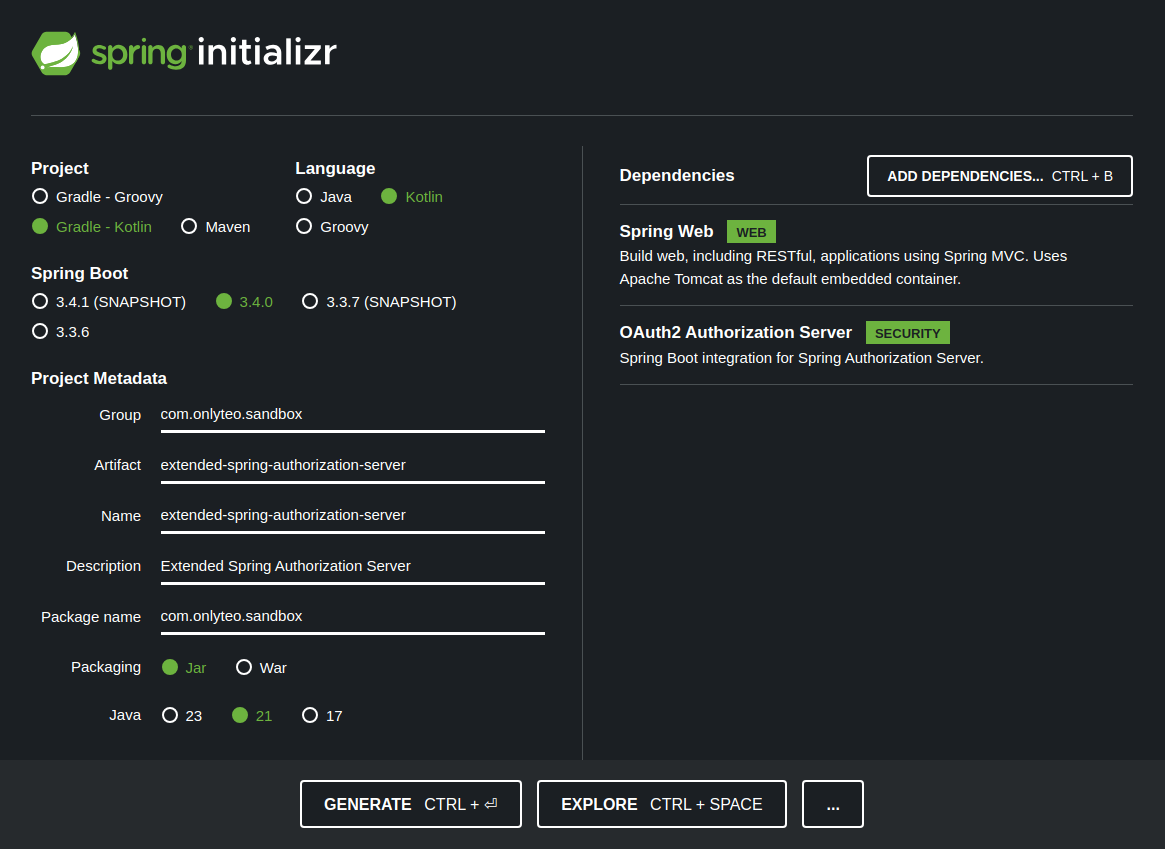 spring initializr
Project
Gradle - Groovy
Gradle - Kotlin Maven
Language
Java Kotlin
Groovy
Spring Boot
3.4.1 (SNAPSHOT) 3.4.0 3.3.7 (SNAPSHOT)
3.3.6
Project Metadata
Group com.onlyteo.sandbox
Artifact extended-spring-authorization-server
Name extended-spring-authorization-server
Description Extended Spring Authorization Server
Package name com.onlyteo.sandbox
Packaging Jar War
Java 23 21 17
Dependencies ADD DEPENDENCIES... CTRL + B
Spring Web WEB
Build web, including RESTful, applications using Spring MVC. Uses
Apache Tomcat as the default embedded container.
OAuth2 Authorization Server SECURITY
Spring Boot integration for Spring Authorization Server.
GENERATE CTRL + ⏎ EXPLORE CTRL + SPACE ...